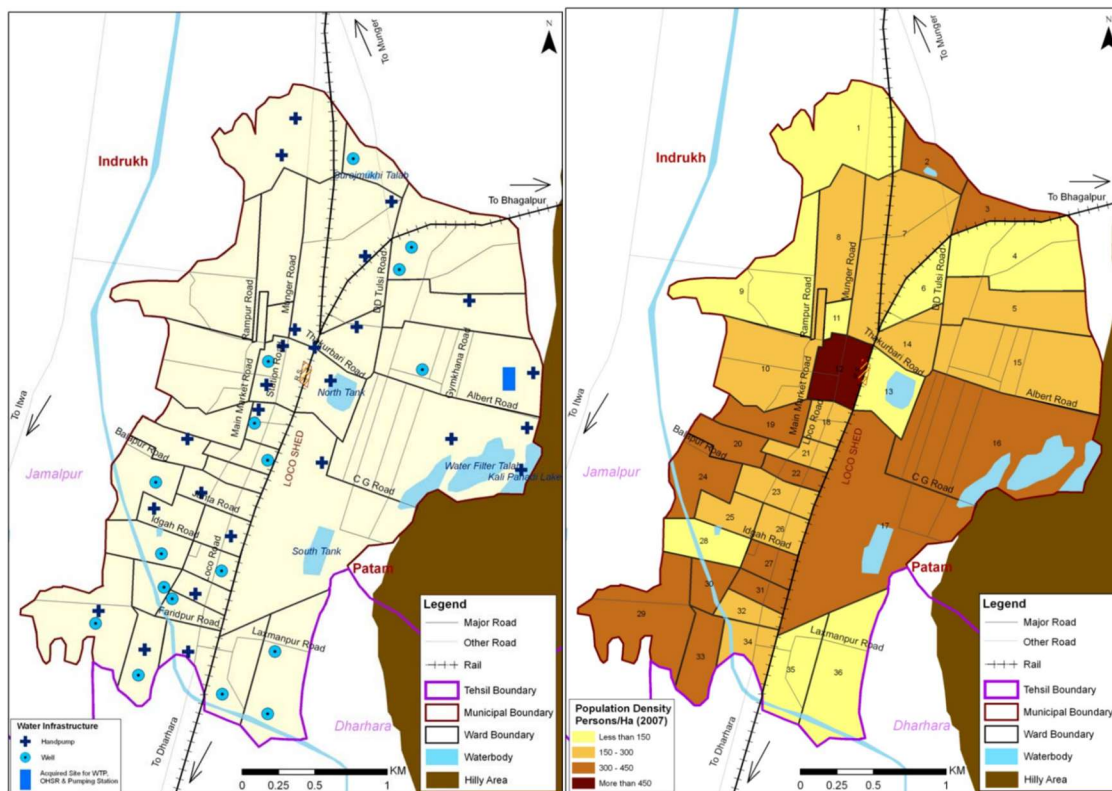 N
To Munger
Indrukh
Surajmukhi Talab
To Bhagalpur
Rampur Road
Munger Road
DD Tulsi Road
Thakurbari Road
Station Road
Main Market Road
North Tank
Gymkhana Road
Albert Road
To Itwa
LOCO SHED
Jamalpur
Water Filter Talab
Kali Pahadi Lake
C G Road
Idgah Road
Loco Road
South Tank
Patam
Faridpur Road
Laxmanpur Road
Dharhara
To Dharhara
Water Infrastructure
Handpump
Well
Acquired Site for WTP,
OHSR & Pumping Station
Legend
Major Road
Other Road
Rail
Tehsil Boundary
Municipal Boundary
Ward Boundary
Waterbody
Hilly Area
KM
0 0.25 0.5 1
N
To Munger
Indrukh
To Bhagalpur
1
2
3
4
5
6
7
8
9
10
11
12
13
14
15
16
17
18
19
20
21
22
23
24
25
26
27
28
29
30
31
32
33
34
35
36
Rampur Road
Munger Road
DD Tulsi Road
Thakurbari Road
Main Market Road
Loco Road
Albert Road
To Itwa
LOCO SHED
Jamalpur
C G Road
Idgah Road
Patam
Laxmanpur Road
Dharhara
To Dharhara
Population Density
Persons/Ha (2007)
Less than 150
150 - 300
300 - 450
More than 450
Legend
Major Road
Other Road
Rail
Tehsil Boundary
Municipal Boundary
Ward Boundary
Waterbody
Hilly Area
KM
0 0.25 0.5 1